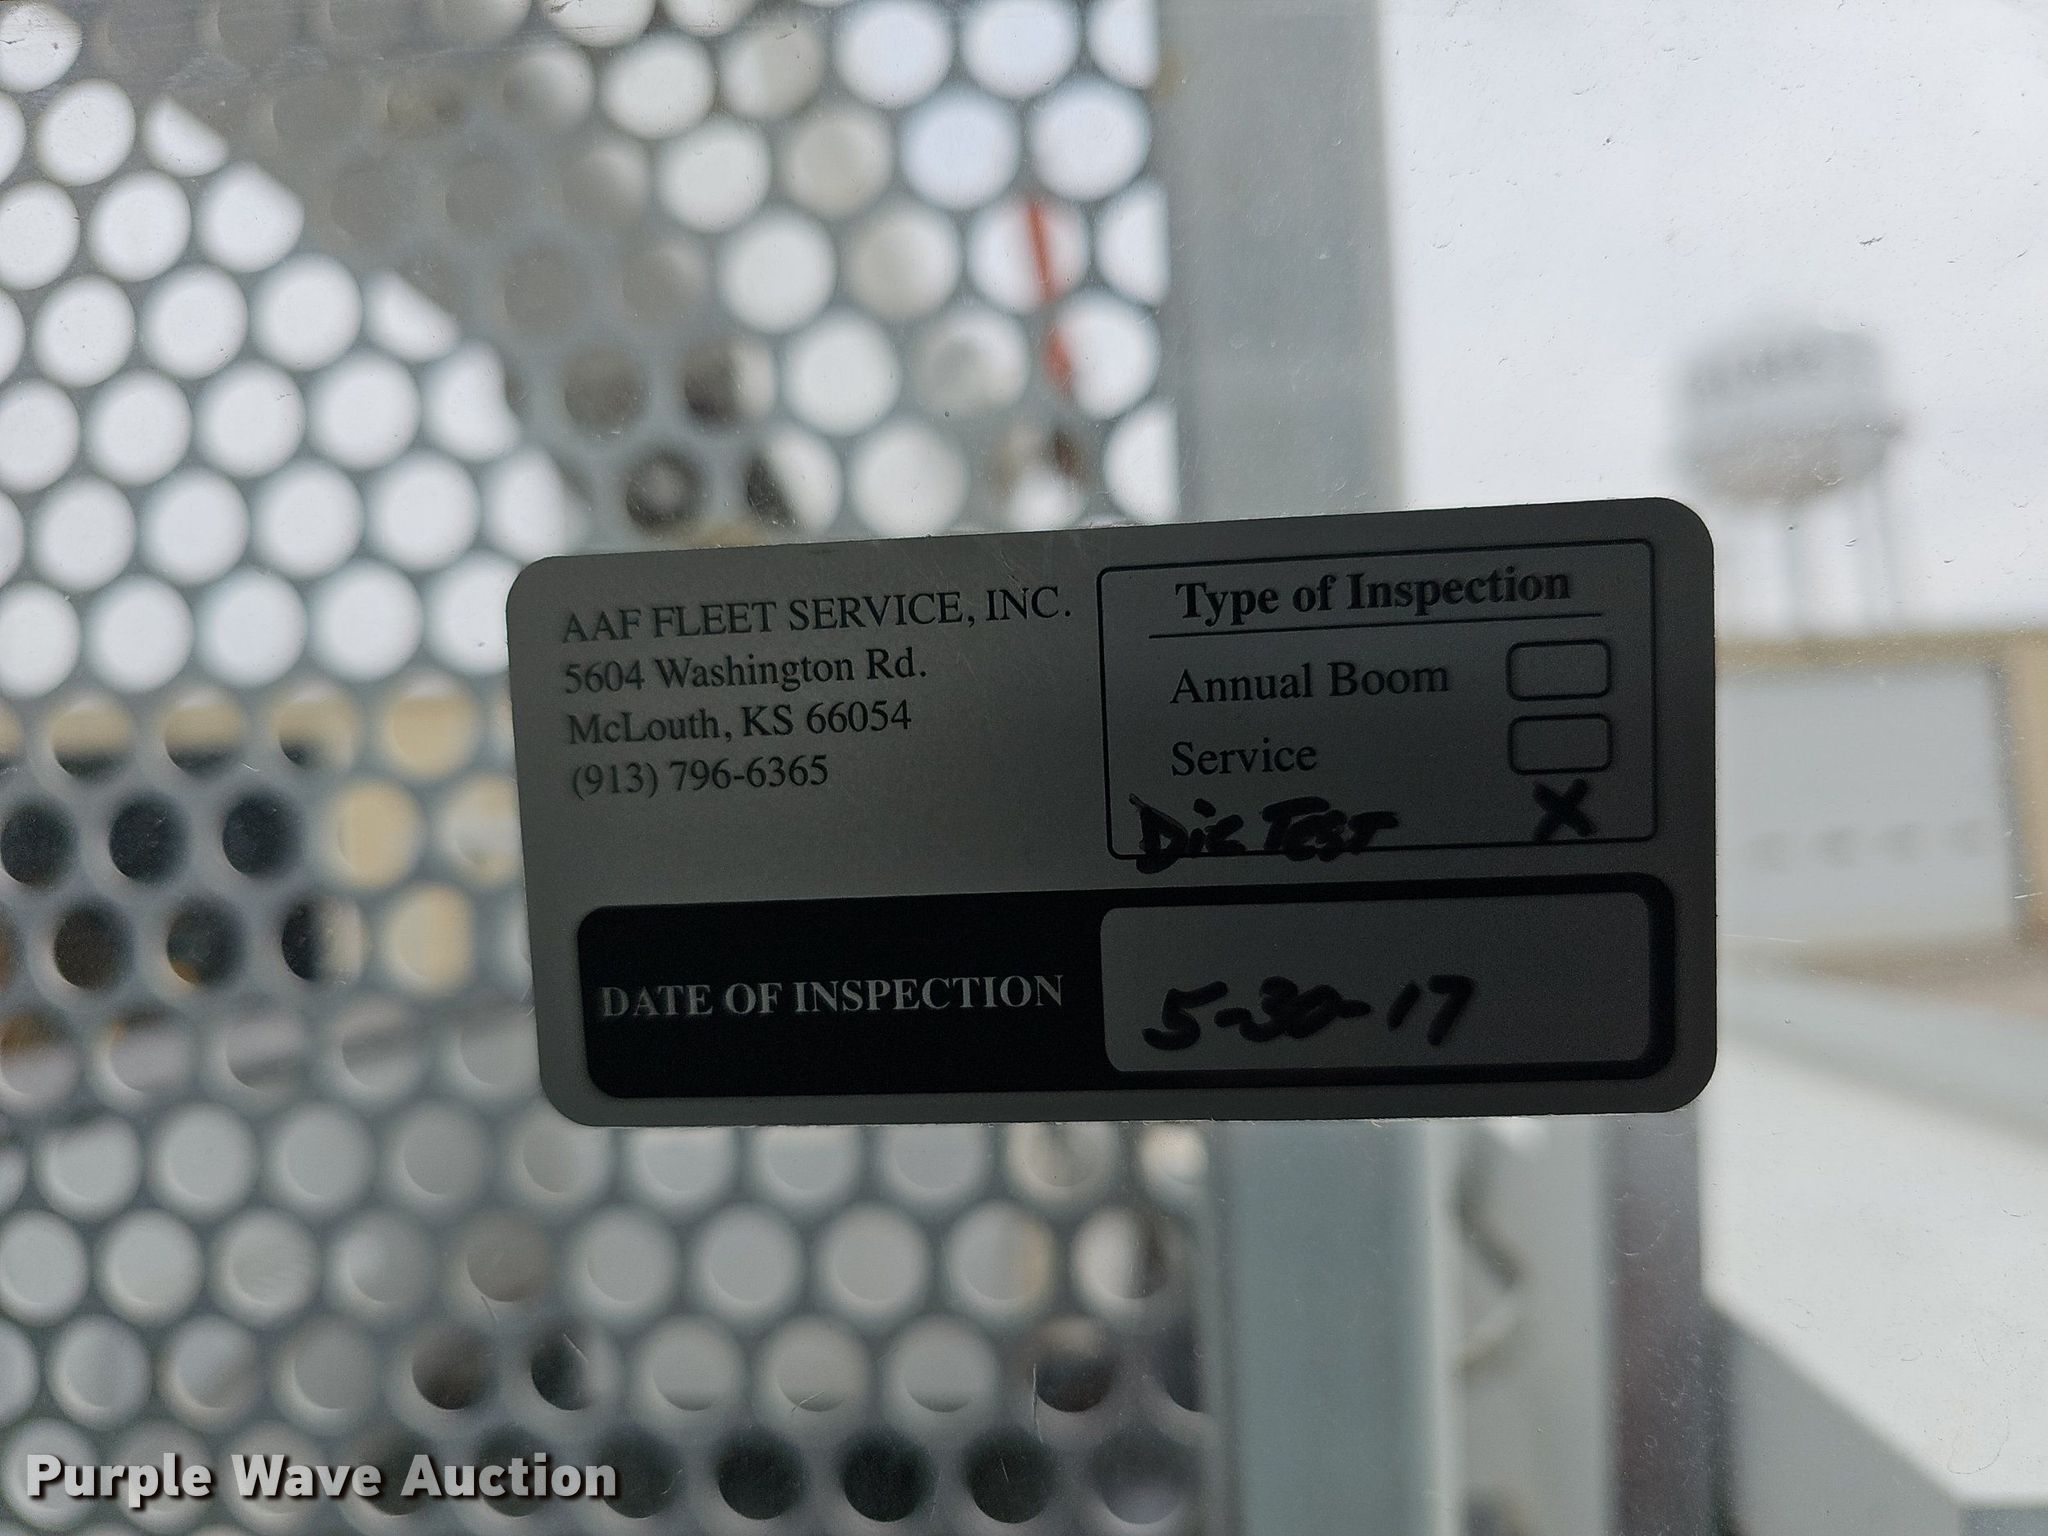 AAF FLEET SERVICE, INC.
5604 Washington Rd.
McLouth, KS 66054
(913) 796-6365
Type of Inspection
Annual Boom
Service
Die Test X
DATE OF INSPECTION
5-30-17
Purple Wave Auction